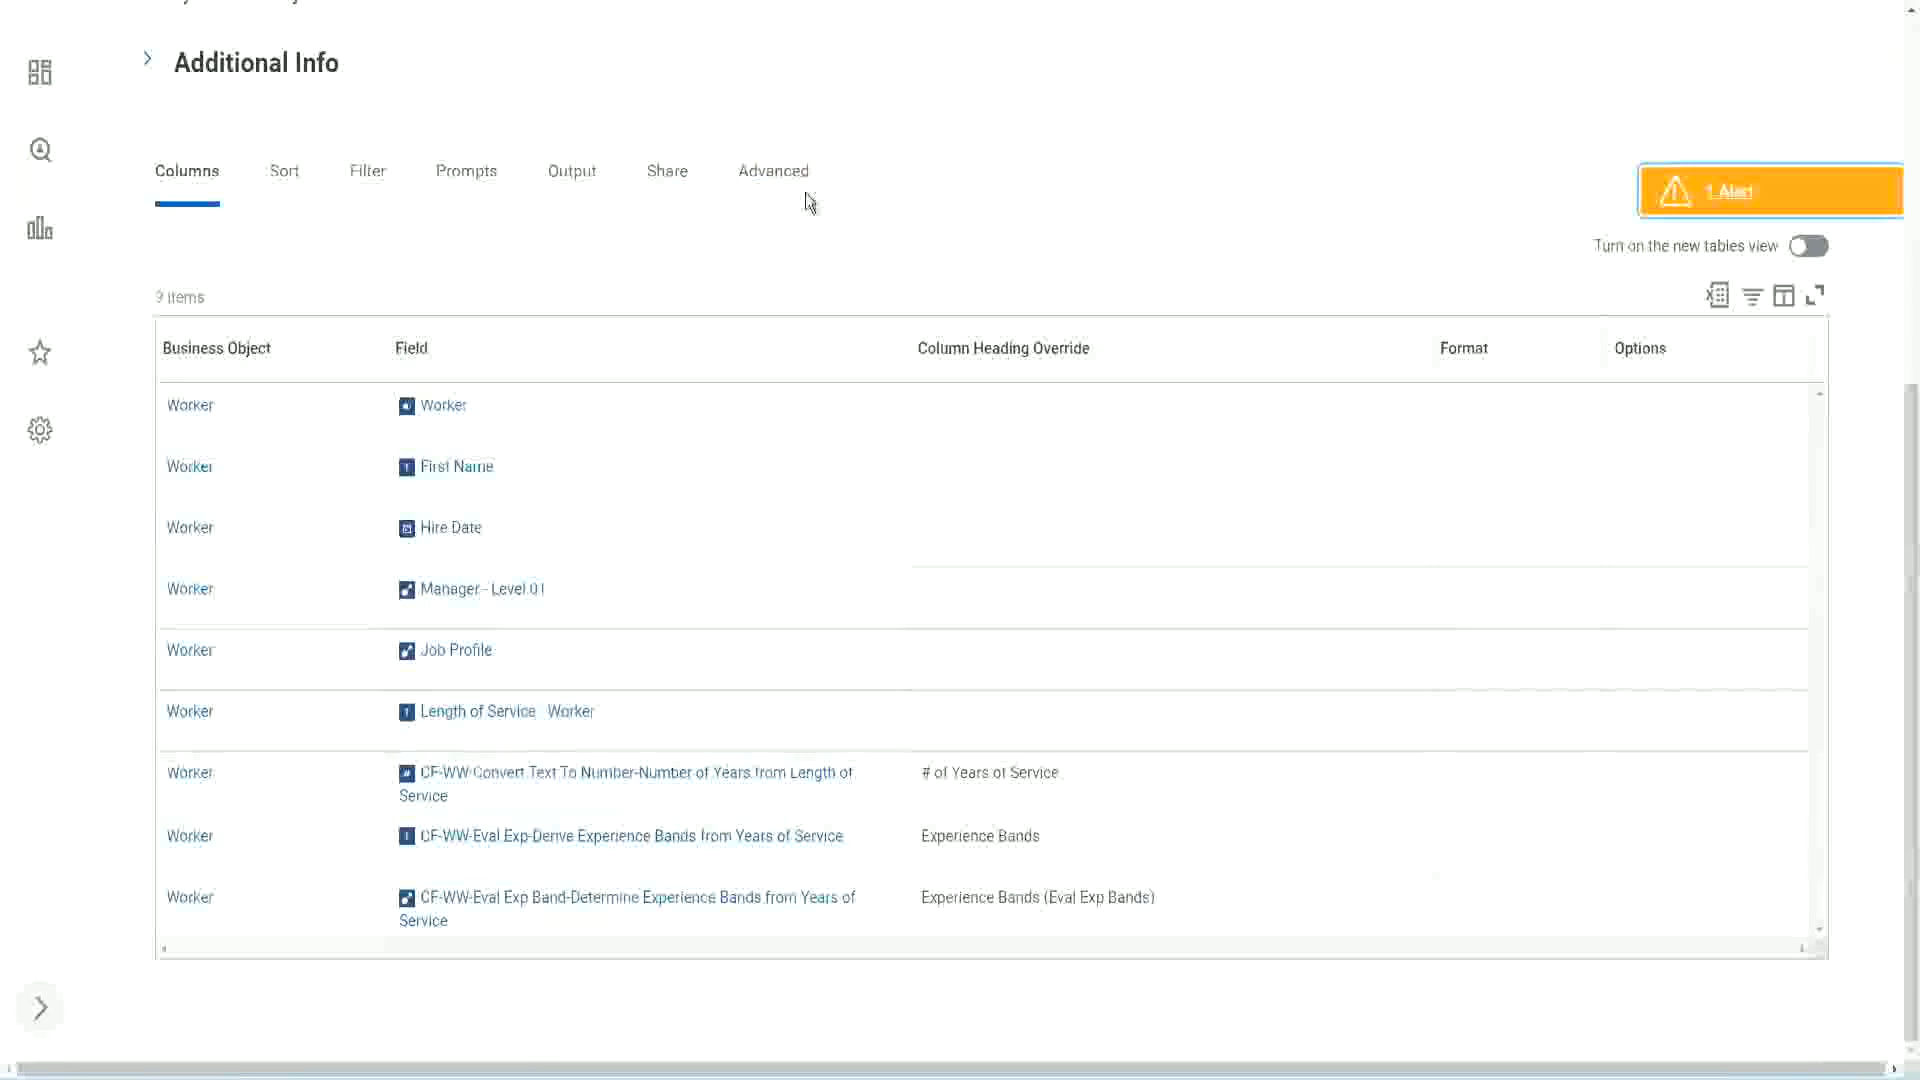 Additional Info
Columns Sort Filter Prompts Output Share Advanced
1 Alert
Turn on the new tables view
9 items
Business Object Field Column Heading Override Format Options
Worker Worker
Worker First Name
Worker Hire Date
Worker Manager - Level 01
Worker Job Profile
Worker Length of Service - Worker
Worker CF-WW-Convert Text To Number-Number of Years from Length of # of Years of Service
Service
Worker CF-WW-Eval Exp-Derive Experience Bands from Years of Service Experience Bands
Worker CF-WW-Eval Exp Band-Determine Experience Bands from Years of Experience Bands (Eval Exp Bands)
Service